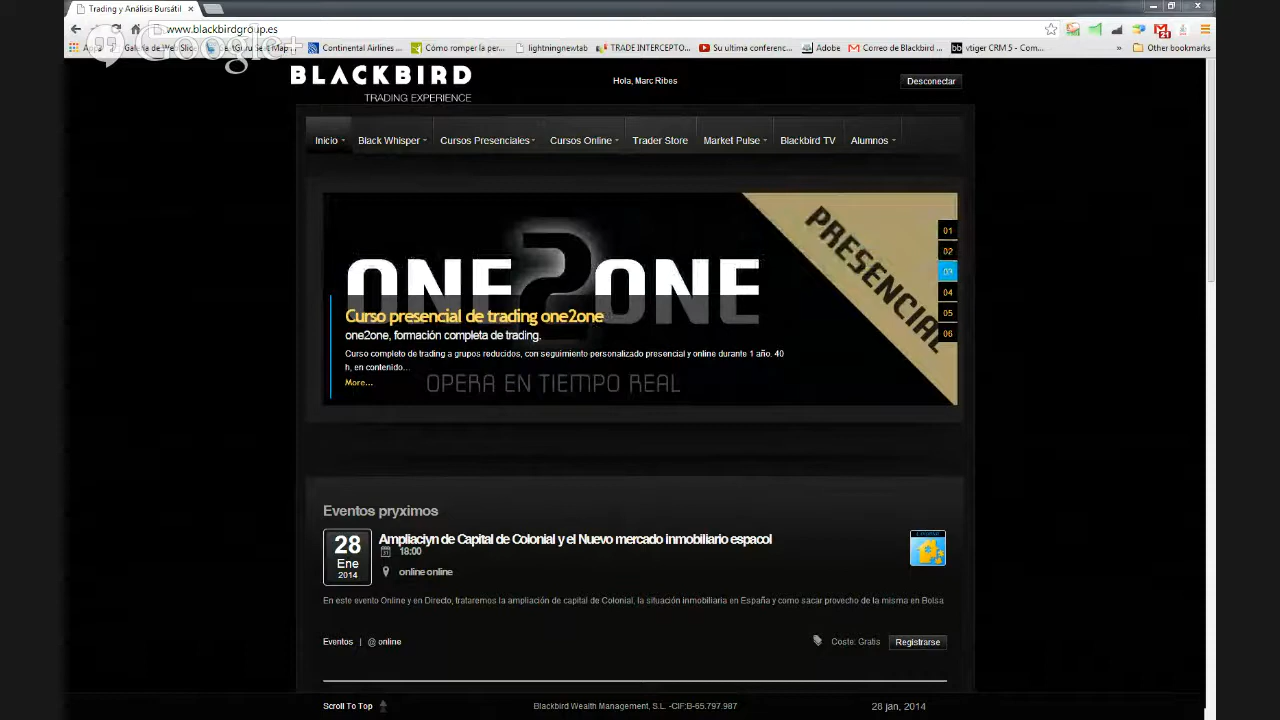 Trading y Análisis Bursátil
www.blackbirdgroup.es
Google+
Continental Airlines ...
Cómo romper la per...
lightningnewtab
TRADE INTERCEPTO...
Su ultima conferenc...
Adobe
Correo de Blackbird ...
vtiger CRM 5 - Com...
»
Other bookmarks
BLACKBIRD
TRADING EXPERIENCE
Hola, Marc Ribes
Desconectar
Inicio
Black Whisper
Cursos Presenciales
Cursos Online
Trader Store
Market Pulse
Blackbird TV
Alumnos
ONE2ONE
PRESENCIAL
01
02
03
04
05
06
Curso presencial de trading one2one
one2one, formación completa de trading.
Curso completo de trading a grupos reducidos, con seguimiento personalizado presencial y online durante 1 año. 40
h, en contenido...
More...
OPERA EN TIEMPO REAL
Eventos pryximos
28
Ene
2014
Ampliaciyn de Capital de Colonial y el Nuevo mercado inmobiliario espacol
18:00
online online
En este evento Online y en Directo, trataremos la ampliación de capital de Colonial, la situación inmobiliaria en España y como sacar provecho de la misma en Bolsa
Eventos | @ online
Coste: Gratis
Registrarse
Scroll To Top
Blackbird Wealth Management, S.L. -CIF:B-65.797.987
28 jan, 2014